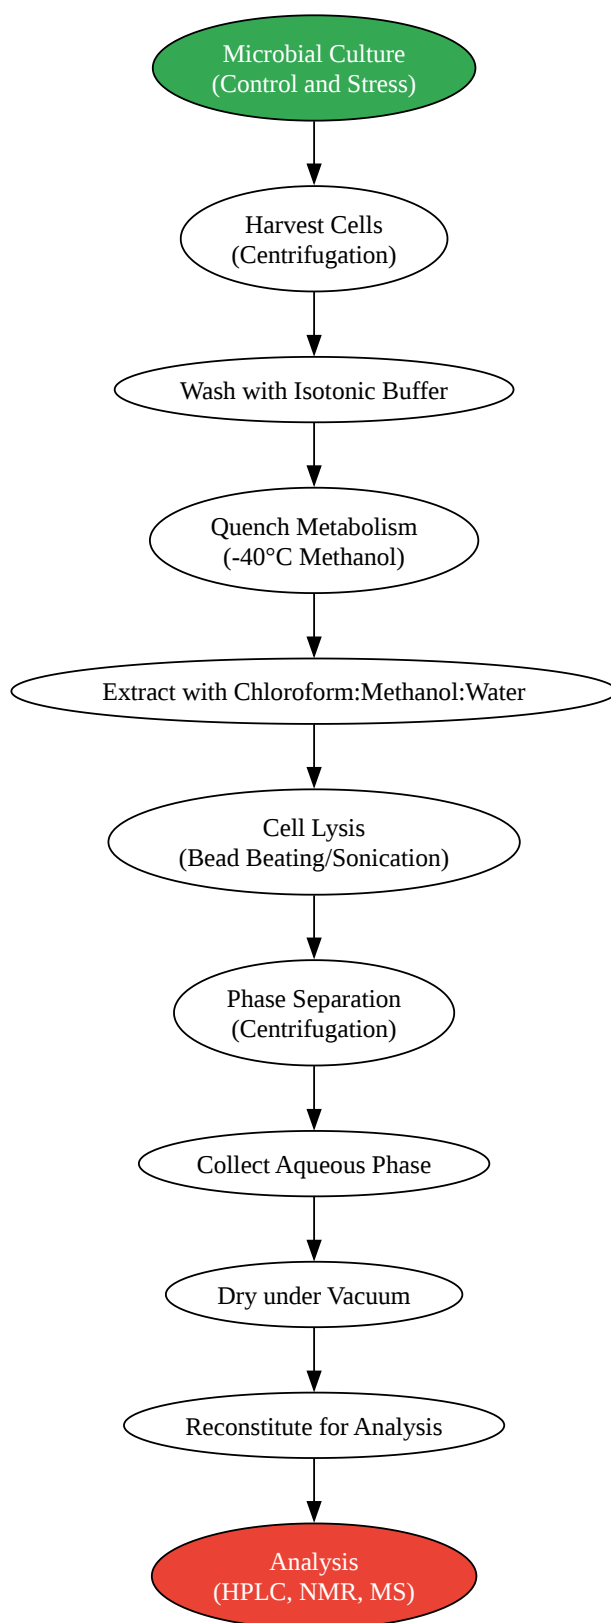 Microbial Culture
(Control and Stress)
Harvest Cells
(Centrifugation)
Wash with Isotonic Buffer
Quench Metabolism
(-40°C Methanol)
Extract with Chloroform:Methanol:Water
Cell Lysis
(Bead Beating/Sonication)
Phase Separation
(Centrifugation)
Collect Aqueous Phase
Dry under Vacuum
Reconstitute for Analysis
Analysis
(HPLC, NMR, MS)